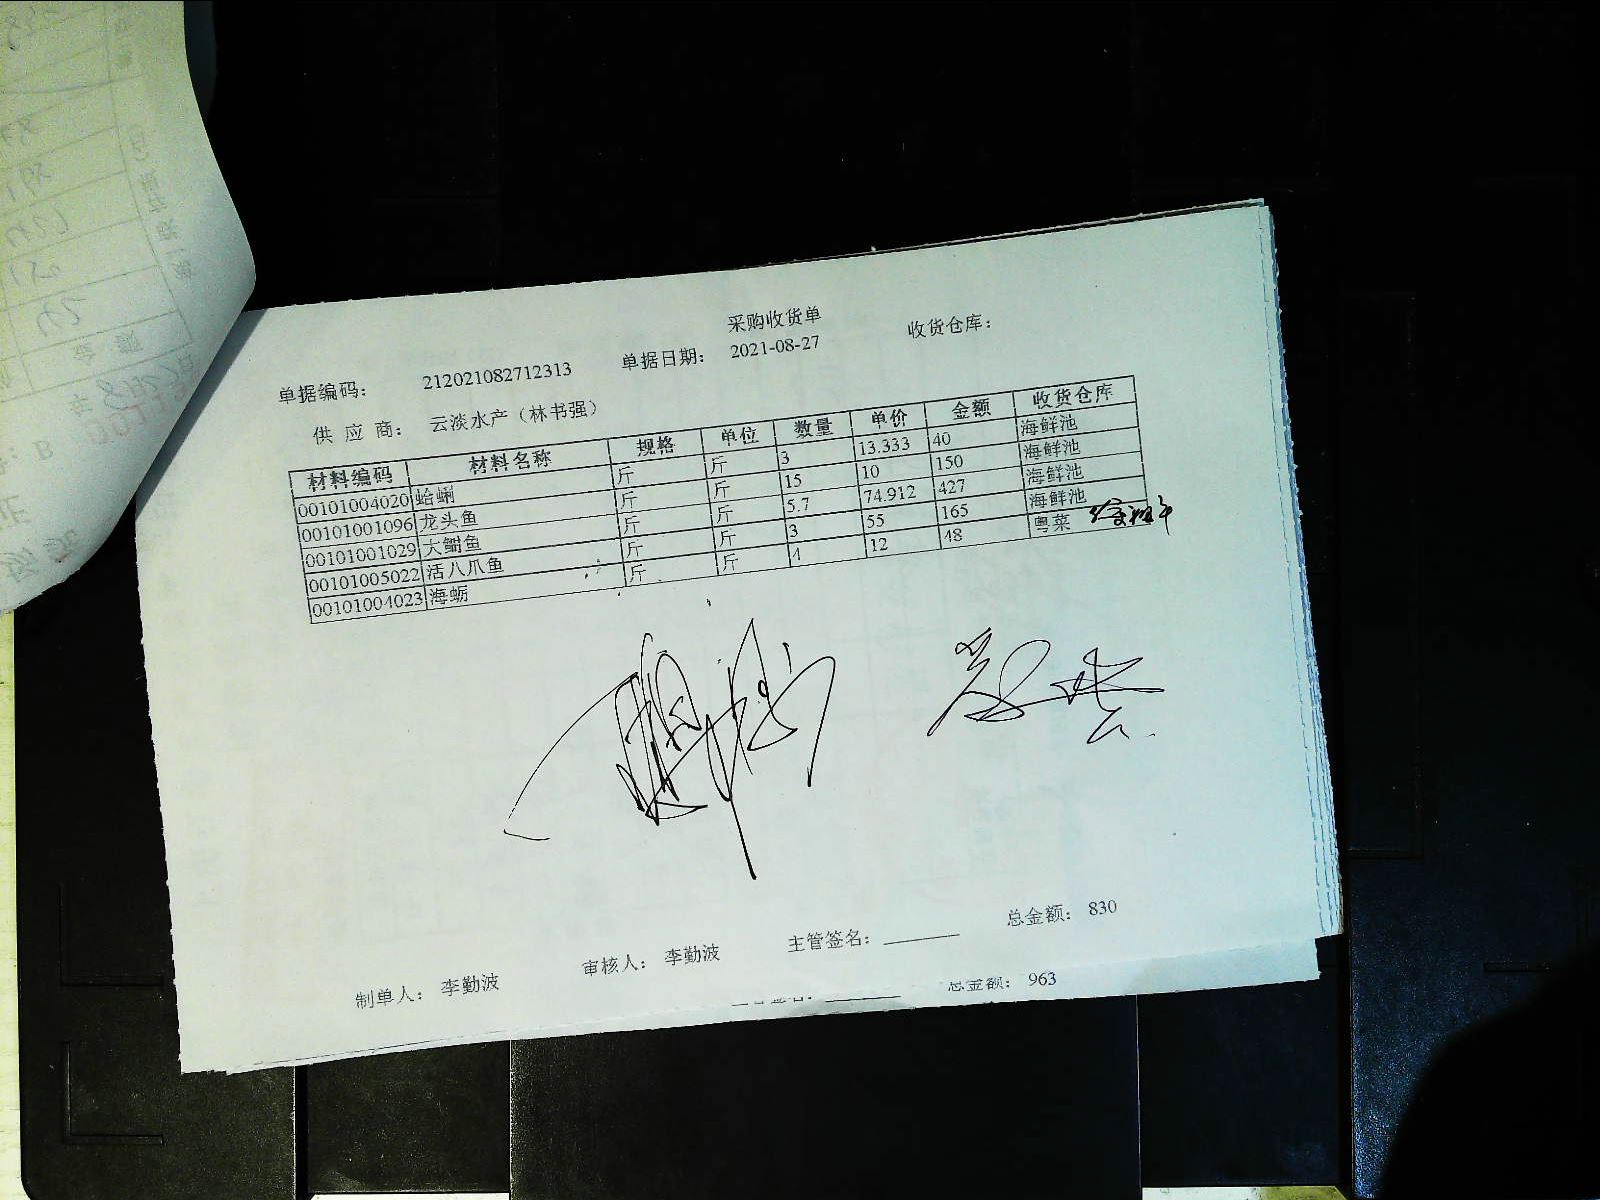 采购收货单
单据编码： 212021082712313 单据日期： 2021-08-27 收货仓库：
供 应 商： 云淡水产（林书强）
材料编码 材料名称 规格 单位 数量 单价 金额 收货仓库
00101004020 蛤蜊 斤 斤 3 13.333 40 海鲜池
00101001096 龙头鱼 斤 斤 15 10 150 海鲜池
00101001029 大鲷鱼 斤 斤 5.7 74.912 427 海鲜池
00101005022 活八爪鱼 斤 斤 3 55 165 海鲜池
00101004023 海蛎 斤 斤 4 12 48 粤菜
制单人： 李勤波 审核人： 李勤波 主管签名： 总金额： 830
总金额： 963